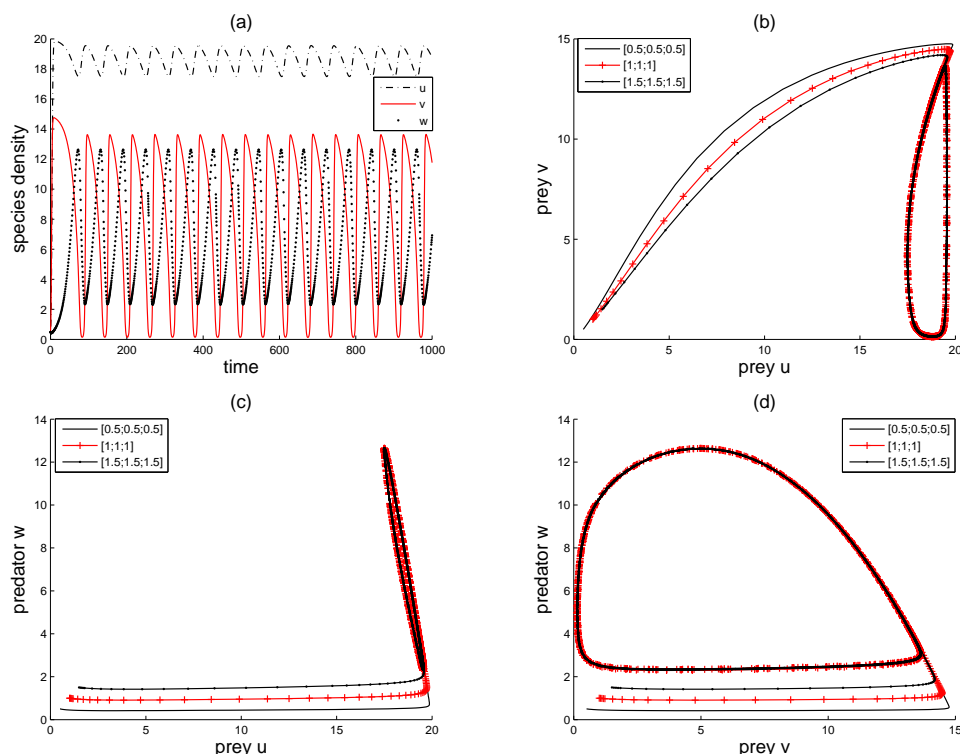 (a)
20
18
16
14
12
10
8
6
4
2
0
species density
0 200 400 600 800 1000
time
u
v
w
(b)
15
10
5
0
prey v
0 5 10 15 20
prey u
[0.5;0.5;0.5]
[1;1;1]
[1.5;1.5;1.5]
(c)
14
12
10
8
6
4
2
0
predator w
0 5 10 15 20
prey u
[0.5;0.5;0.5]
[1;1;1]
[1.5;1.5;1.5]
(d)
14
12
10
8
6
4
2
0
predator w
0 5 10 15
prey v
[0.5;0.5;0.5]
[1;1;1]
[1.5;1.5;1.5]